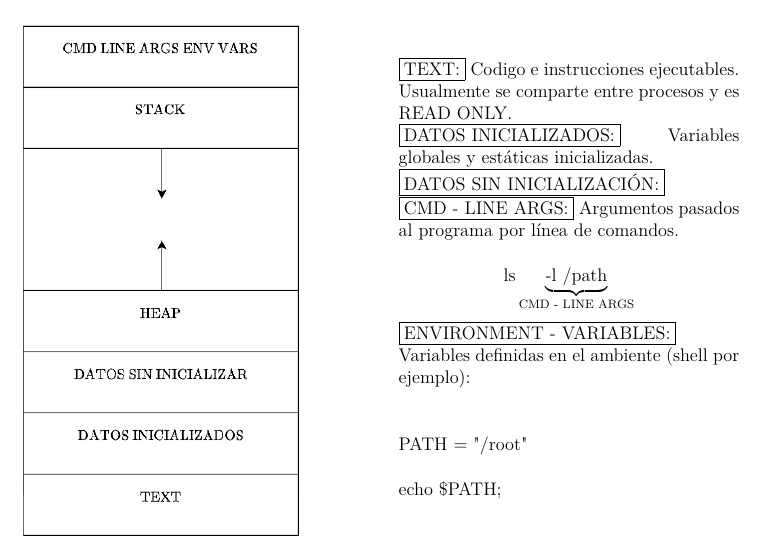 CMD LINE ARGS ENV VARS
STACK
HEAP
DATOS SIN INICIALIZAR
DATOS INICIALIZADOS
TEXT
TEXT: Codigo e instrucciones ejecutables.
Usualmente se comparte entre procesos y es
READ ONLY.
DATOS INICIALIZADOS: Variables
globales y estáticas inicializadas.
DATOS SIN INICIALIZACIÓN:
CMD - LINE ARGS: Argumentos pasados
al programa por línea de comandos.
ls -l /path
CMD - LINE ARGS
ENVIRONMENT - VARIABLES:
Variables definidas en el ambiente (shell por
ejemplo):
PATH = "/root"
echo $PATH;